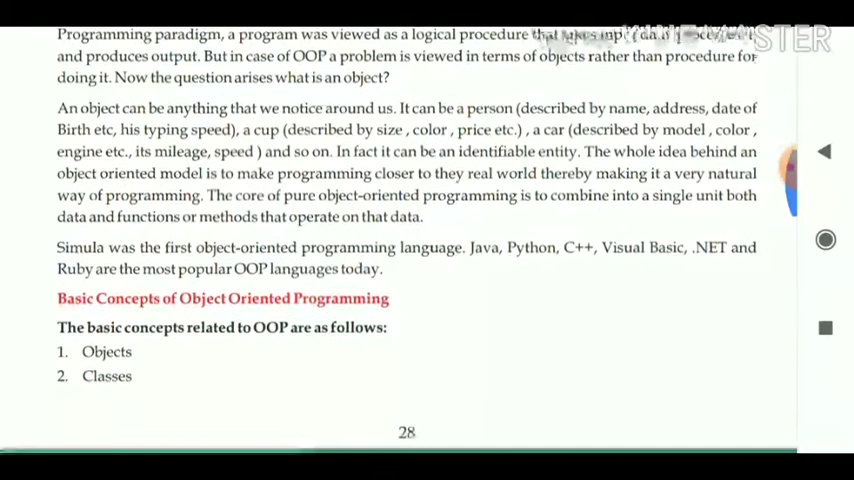 Programming paradigm, a program was viewed as a logical procedure that takes input
and produces output. But in case of OOP a problem is viewed in terms of objects rather than procedure for
doing it. Now the question arises what is an object?
An object can be anything that we notice around us. It can be a person (described by name, address, date of
Birth etc, his typing speed), a cup (described by size , color , price etc.) , a car (described by model , color ,
engine etc., its mileage, speed ) and so on. In fact it can be an identifiable entity. The whole idea behind an
object oriented model is to make programming closer to they real world thereby making it a very natural
way of programming. The core of pure object-oriented programming is to combine into a single unit both
data and functions or methods that operate on that data.
Simula was the first object-oriented programming language. Java, Python, C++, Visual Basic, .NET and
Ruby are the most popular OOP languages today.
Basic Concepts of Object Oriented Programming
The basic concepts related to OOP are as follows:
1. Objects
2. Classes
28